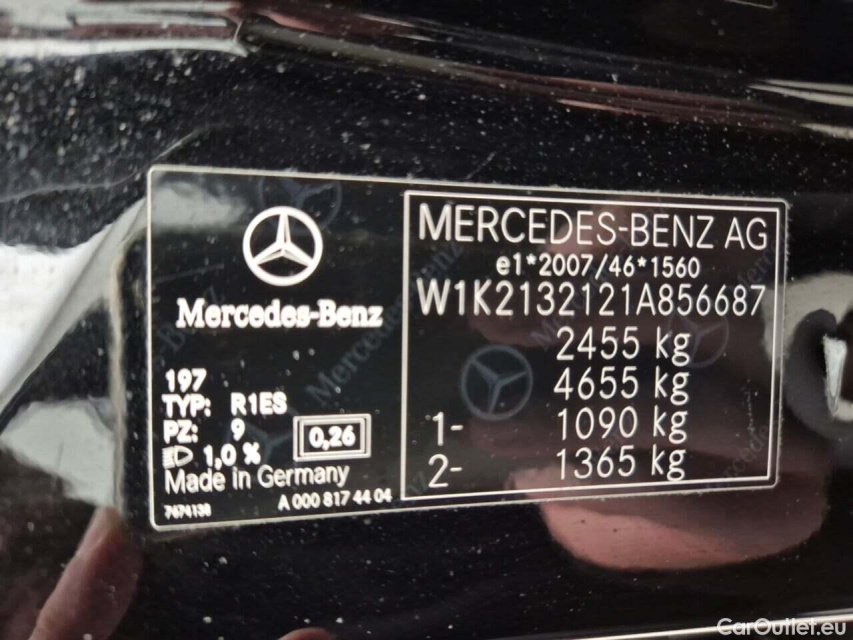 Mercedes-Benz
197
TYP: R1ES
PZ: 9
1,0 %
0,26
Made in Germany
7674138
A 000 817 44 04
MERCEDES-BENZ AG
e1*2007/46*1560
W1K2132121A856687
2455 kg
4655 kg
1- 1090 kg
2- 1365 kg
CarOutlet.eu